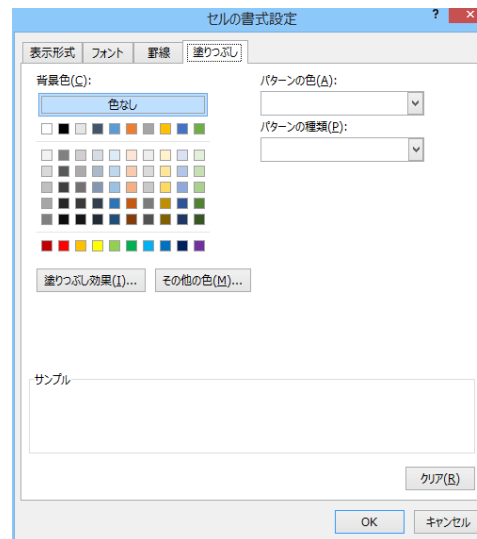 セルの書式設定
?
表示形式 フォント 罫線 塗りつぶし
背景色(C):
色なし
パターンの色(A):
パターンの種類(P):
塗りつぶし効果(I)... その他の色(M)...
サンプル
クリア(R)
OK キャンセル